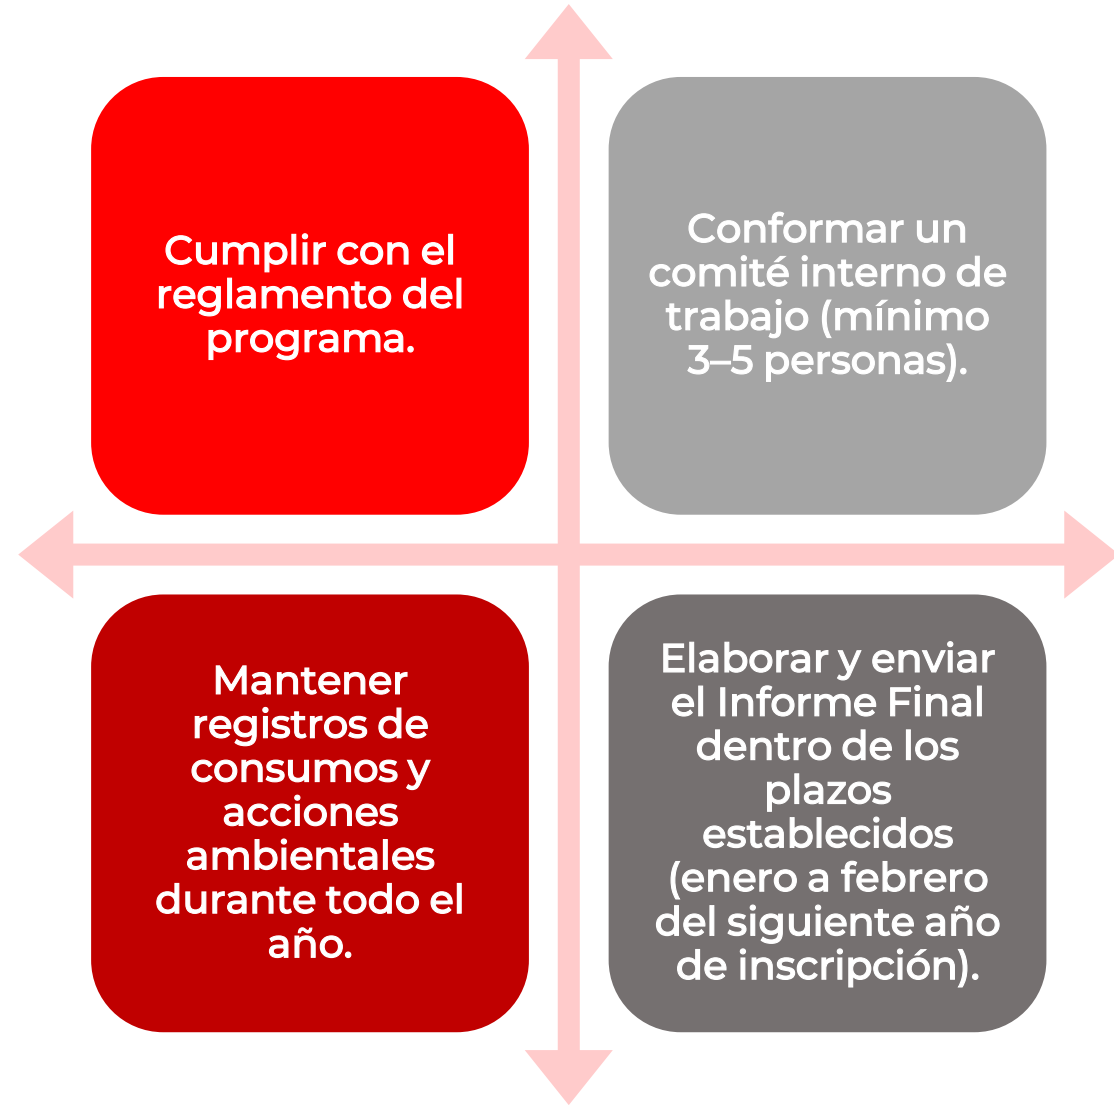 Cumplir con el
reglamento del
programa.
Conformar un
comité interno de
trabajo (mínimo
3–5 personas).
Mantener
registros de
consumos y
acciones
ambientales
durante todo el
año.
Elaborar y enviar
el Informe Final
dentro de los
plazos
establecidos
(enero a febrero
del siguiente año
de inscripción).